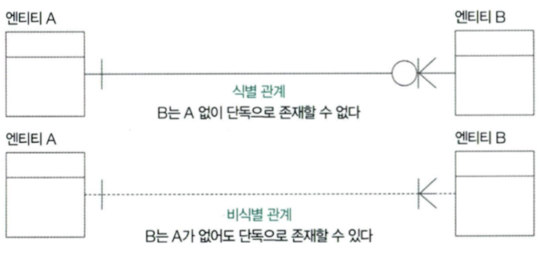 엔티티 A
엔티티 B
식별 관계
B는 A 없이 단독으로 존재할 수 없다
엔티티 A
엔티티 B
비식별 관계
B는 A가 없어도 단독으로 존재할 수 있다